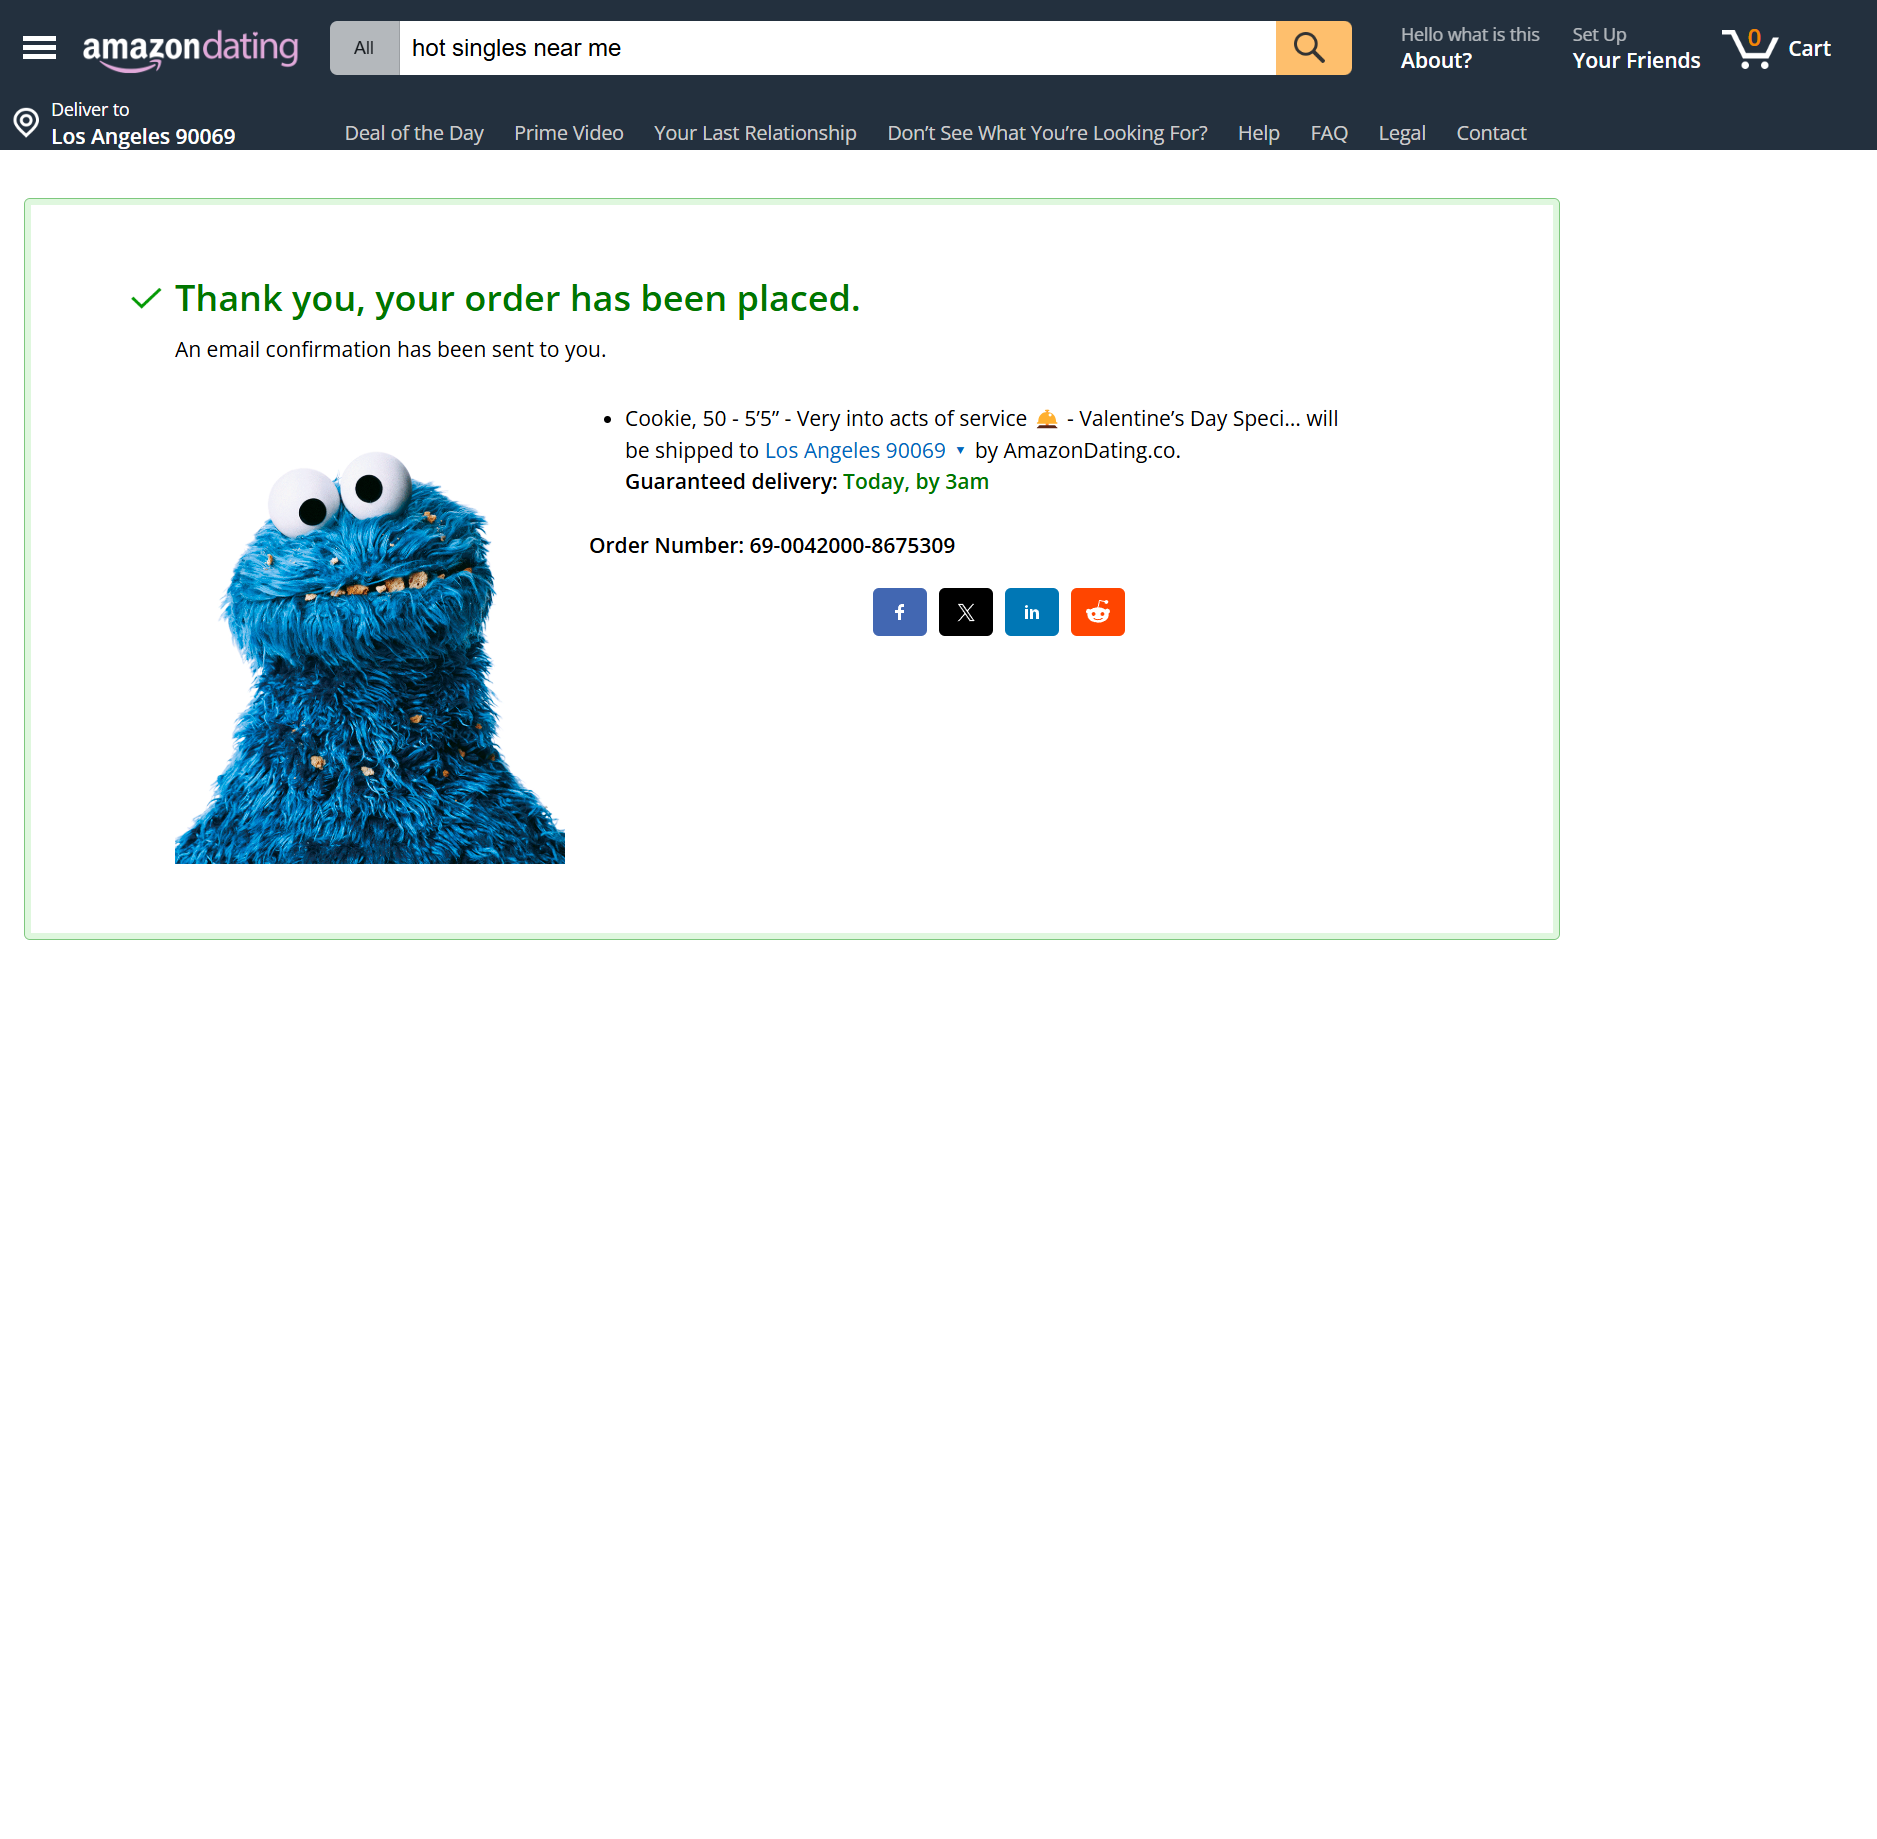 amazondating
All
hot singles near me
Hello what is this
About?
Set Up
Your Friends
0
Cart
Deliver to
Los Angeles 90069
Deal of the Day
Prime Video
Your Last Relationship
Don’t See What You’re Looking For?
Help
FAQ
Legal
Contact
Thank you, your order has been placed.
An email confirmation has been sent to you.
Cookie, 50 - 5’5” - Very into acts of service 🛎️ - Valentine’s Day Speci... will
be shipped to Los Angeles 90069 ▼ by AmazonDating.co.
Guaranteed delivery: Today, by 3am
Order Number: 69-0042000-8675309
f
X
in